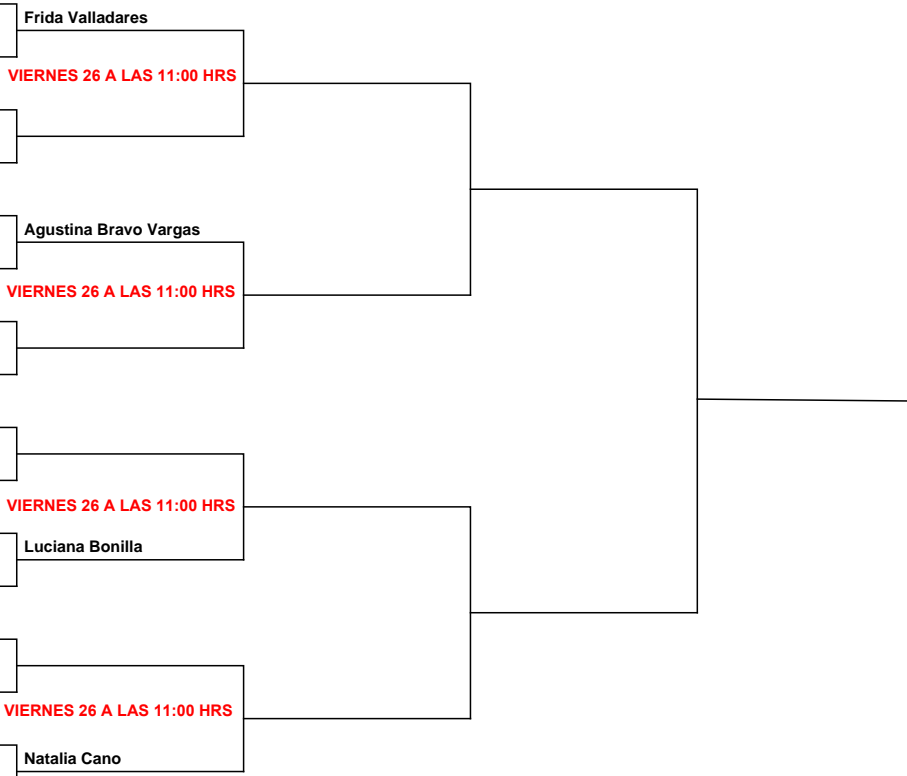 Frida Valladares
VIERNES 26 A LAS 11:00 HRS
Agustina Bravo Vargas
VIERNES 26 A LAS 11:00 HRS
VIERNES 26 A LAS 11:00 HRS
Luciana Bonilla
VIERNES 26 A LAS 11:00 HRS
Natalia Cano